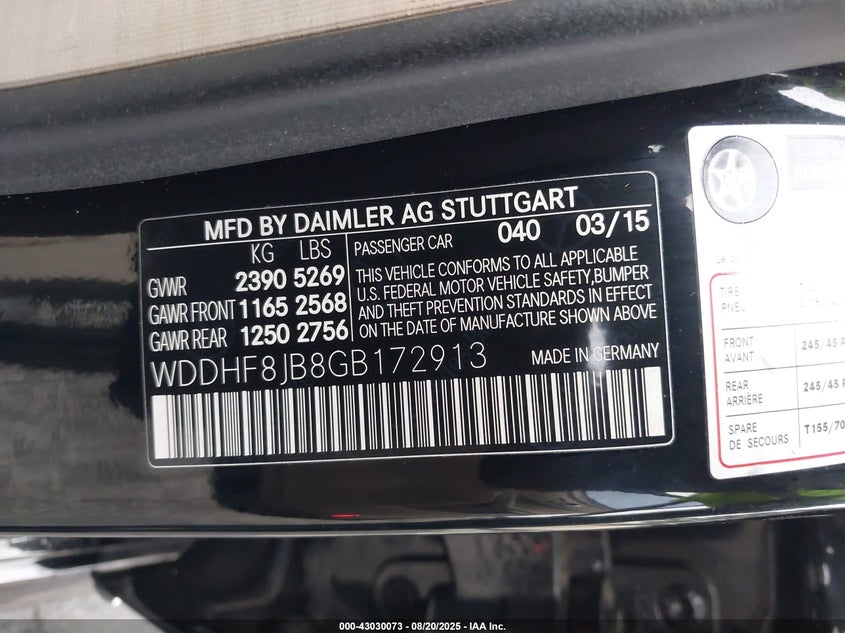 MFD BY DAIMLER AG STUTTGART
KG LBS
GVWR 2390 5269
GAWR FRONT 1165 2568
GAWR REAR 1250 2756
PASSENGER CAR 040 03/15
THIS VEHICLE CONFORMS TO ALL APPLICABLE
U.S. FEDERAL MOTOR VEHICLE SAFETY,BUMPER
AND THEFT PREVENTION STANDARDS IN EFFECT
ON DATE OF MANUFACTURE SHOWN ABOVE
WDDHF8JB8GB172913
MADE IN GERMANY
TIRE
PNEU
FRONT
AVANT
245/45
REAR
ARRIÈRE
245/45
SPARE
DE SECOURS
T155/70
000-43030073 - 08/20/2025 - IAA Inc.